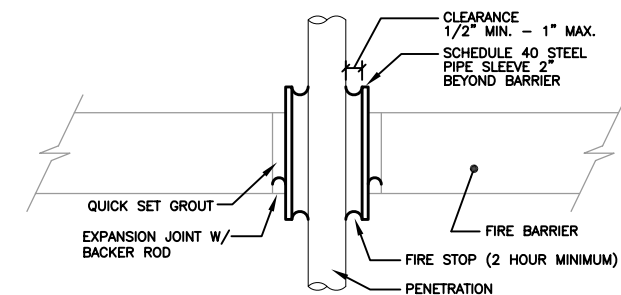 CLEARANCE
1/2" MIN. – 1" MAX.
SCHEDULE 40 STEEL
PIPE SLEEVE 2"
BEYOND BARRIER
QUICK SET GROUT
EXPANSION JOINT W/
BACKER ROD
FIRE BARRIER
FIRE STOP (2 HOUR MINIMUM)
PENETRATION